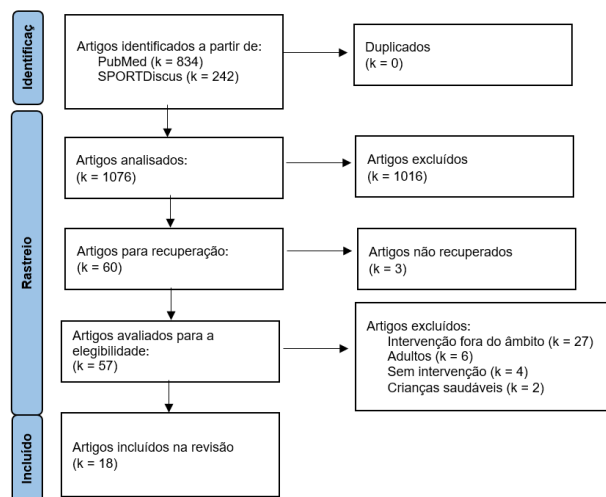 Identificaç
Artigos identificados a partir de:
PubMed (k = 834)
SPORTDiscus (k = 242)
Duplicados
(k = 0)
Rastreio
Artigos analisados:
(k = 1076)
Artigos excluídos
(k = 1016)
Artigos para recuperação:
(k = 60)
Artigos não recuperados
(k = 3)
Artigos avaliados para a
elegibilidade:
(k = 57)
Artigos excluídos:
Intervenção fora do âmbito (k = 27)
Adultos (k = 6)
Sem intervenção (k = 4)
Crianças saudáveis (k = 2)
Incluído
Artigos incluídos na revisão
(k = 18)